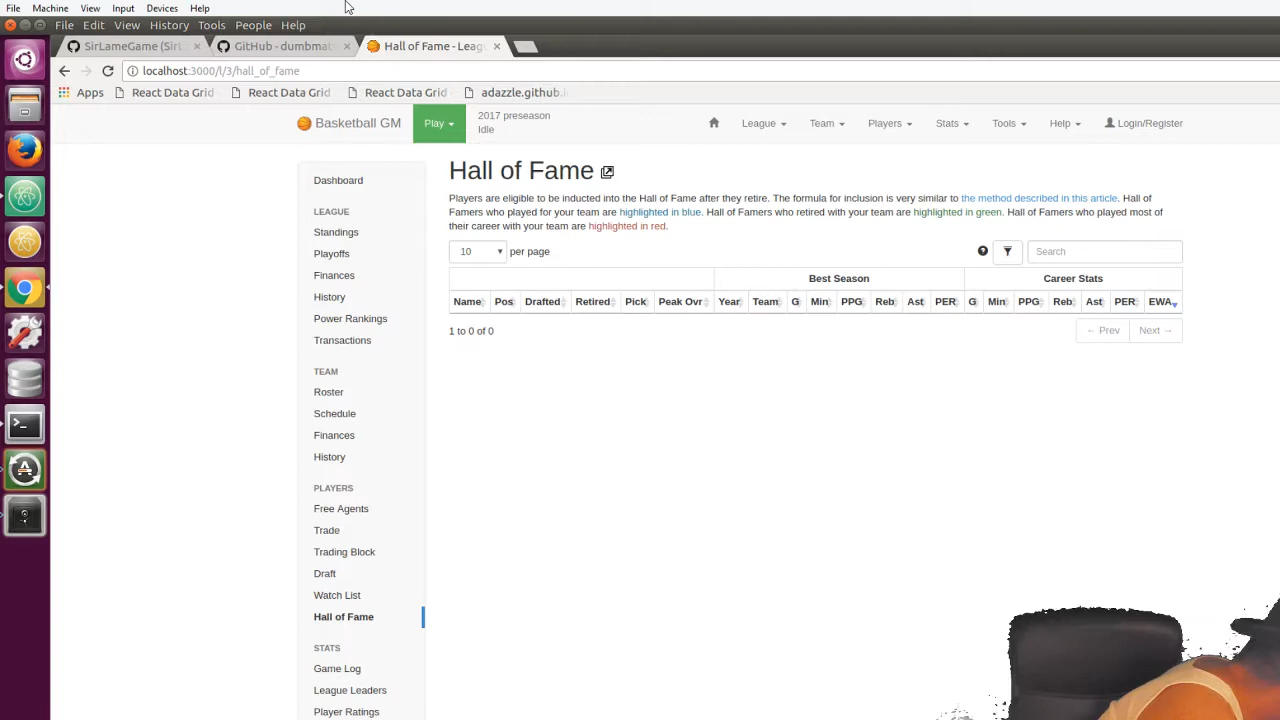 File Machine View Input Devices Help
File Edit View History Tools People Help
SirLameGame (SirL
GitHub - dumbmat
Hall of Fame - Leag
localhost:3000/l/3/hall_of_fame
Apps React Data Grid React Data Grid React Data Grid adazzle.github.i
Basketball GM Play 2017 preseason
Idle
League Team Players Stats Tools Help Login/Register
Dashboard
LEAGUE
Standings
Playoffs
Finances
History
Power Rankings
Transactions
TEAM
Roster
Schedule
Finances
History
PLAYERS
Free Agents
Trade
Trading Block
Draft
Watch List
Hall of Fame
STATS
Game Log
League Leaders
Player Ratings
Hall of Fame
Players are eligible to be inducted into the Hall of Fame after they retire. The formula for inclusion is very similar to the method described in this article. Hall of
Famers who played for your team are highlighted in blue. Hall of Famers who retired with your team are highlighted in green. Hall of Famers who played most of
their career with your team are highlighted in red.
10 per page Search
Best Season Career Stats
Name Pos Drafted Retired Pick Peak Ovr Year Team G Min PPG Reb Ast PER G Min PPG Reb Ast PER EWA
1 to 0 of 0 ← Prev Next →